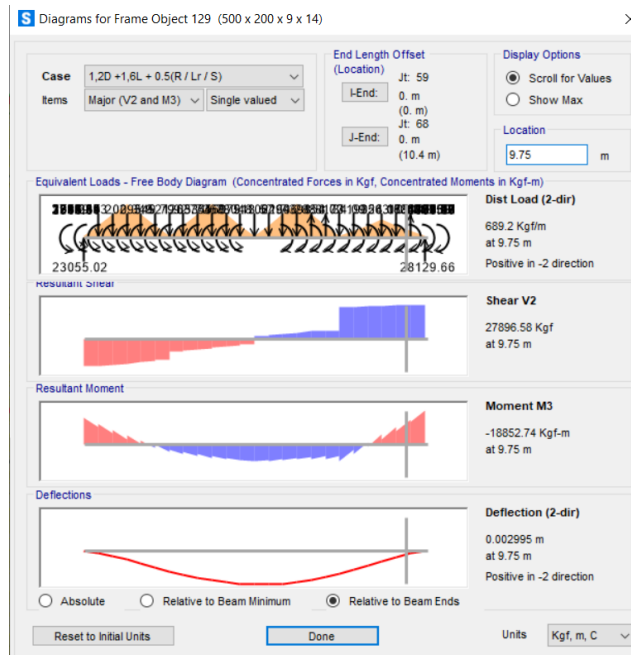 S Diagrams for Frame Object 129 (500 x 200 x 9 x 14)
Case 1,2D +1,6L + 0.5(R / Lr / S)
Items Major (V2 and M3) Single valued
End Length Offset
(Location)
I-End: Jt: 59
0. m
(0. m)
J-End: Jt: 68
0. m
(10.4 m)
Display Options
Scroll for Values
Show Max
Location
9.75 m
Equivalent Loads - Free Body Diagram (Concentrated Forces in Kgf, Concentrated Moments in Kgf-m)
23055.02
28129.66
Dist Load (2-dir)
689.2 Kgf/m
at 9.75 m
Positive in -2 direction
Resultant Shear
Shear V2
27896.58 Kgf
at 9.75 m
Resultant Moment
Moment M3
-18852.74 Kgf-m
at 9.75 m
Deflections
Deflection (2-dir)
0.002995 m
at 9.75 m
Positive in -2 direction
Absolute Relative to Beam Minimum Relative to Beam Ends
Reset to Initial Units Done Units Kgf, m, C